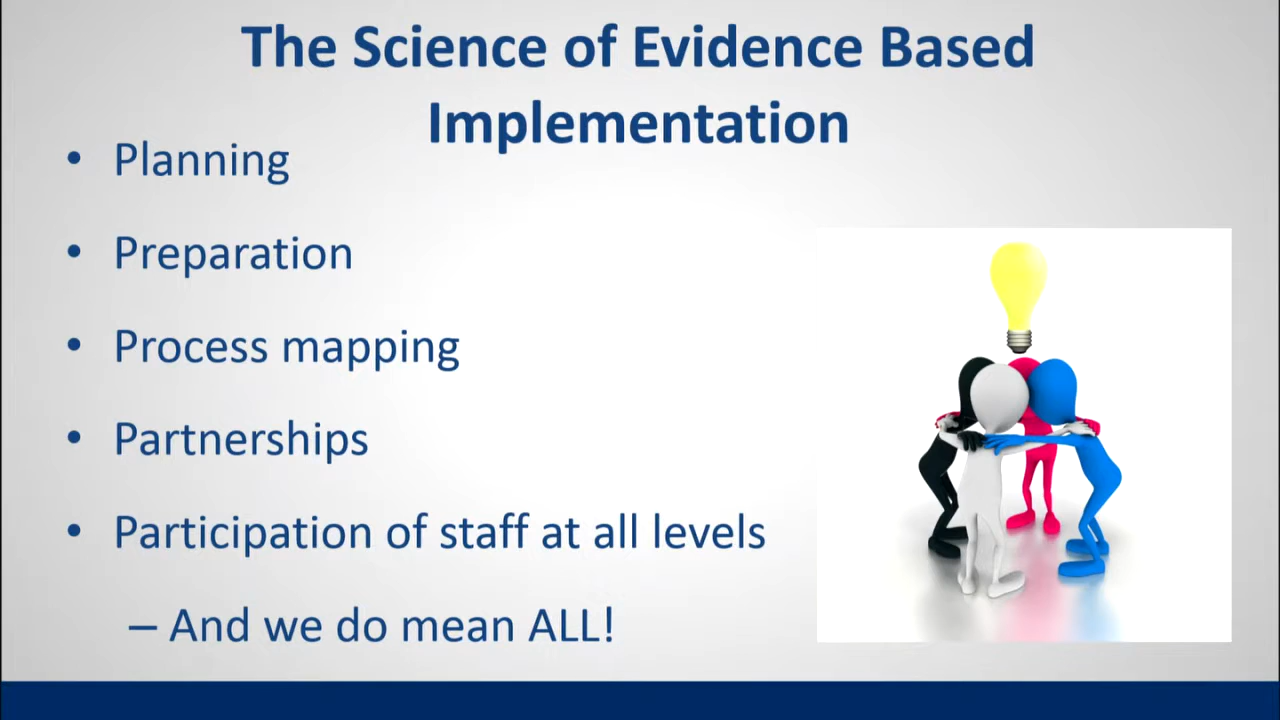 The Science of Evidence Based
Implementation
• Planning
• Preparation
• Process mapping
• Partnerships
• Participation of staff at all levels
– And we do mean ALL!